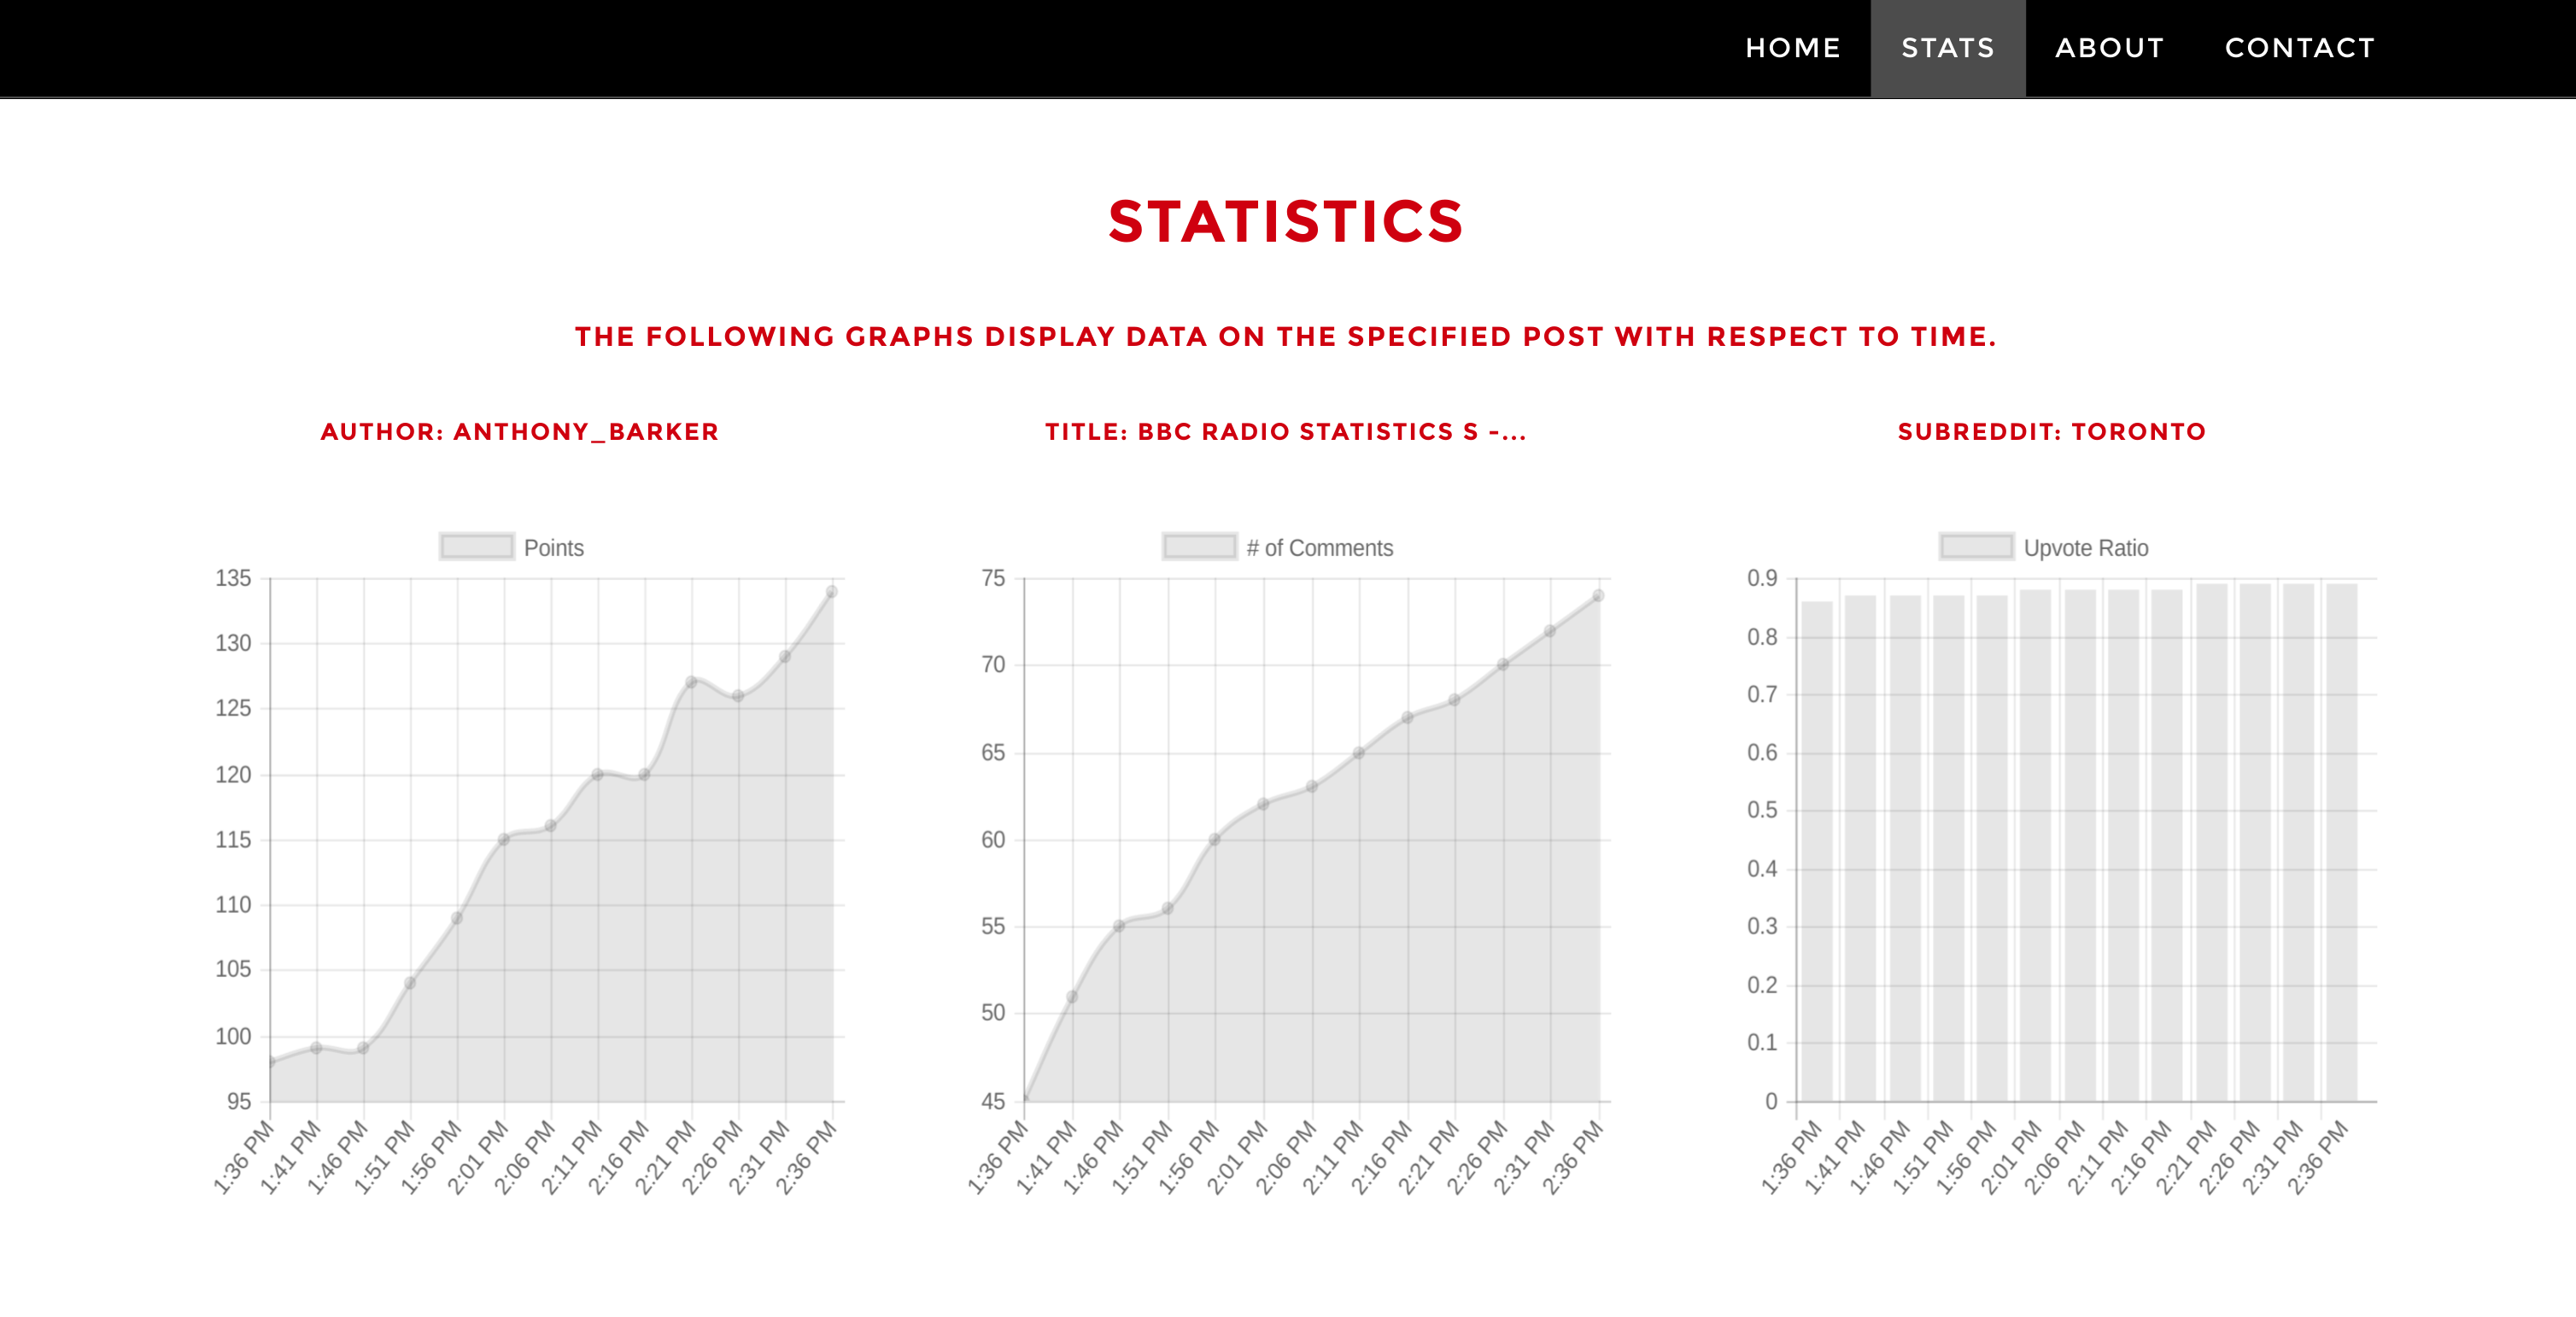 HOME STATS ABOUT CONTACT
STATISTICS
THE FOLLOWING GRAPHS DISPLAY DATA ON THE SPECIFIED POST WITH RESPECT TO TIME.
AUTHOR: ANTHONY_BARKER
TITLE: BBC RADIO STATISTICS S -...
SUBREDDIT: TORONTO
Points
135
130
125
120
115
110
105
100
95
1:36 PM 1:41 PM 1:46 PM 1:51 PM 1:56 PM 2:01 PM 2:06 PM 2:11 PM 2:16 PM 2:21 PM 2:26 PM 2:31 PM 2:36 PM
# of Comments
75
70
65
60
55
50
45
1:36 PM 1:41 PM 1:46 PM 1:51 PM 1:56 PM 2:01 PM 2:06 PM 2:11 PM 2:16 PM 2:21 PM 2:26 PM 2:31 PM 2:36 PM
Upvote Ratio
0.9
0.8
0.7
0.6
0.5
0.4
0.3
0.2
0.1
0
1:36 PM 1:41 PM 1:46 PM 1:51 PM 1:56 PM 2:01 PM 2:06 PM 2:11 PM 2:16 PM 2:21 PM 2:26 PM 2:31 PM 2:36 PM